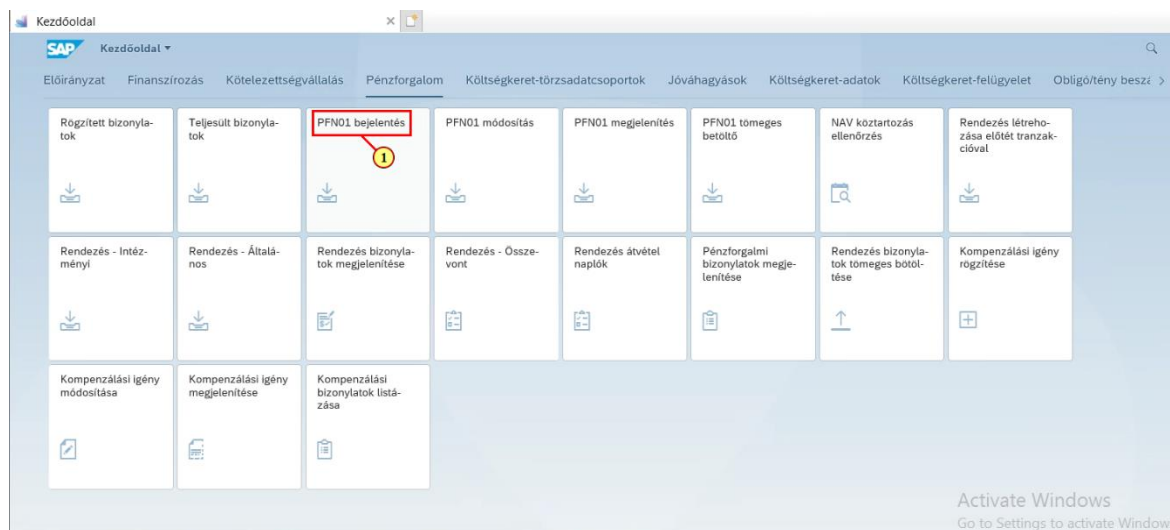 Kezdőoldal
SAP Kezdőoldal
Előirányzat Finanszírozás Kötelezettségvállalás Pénzforgalom Költségkeret-törzsadatcsoportok Jóváhagyások Költségkeret-adatok Költségkeret-felügyelet Obligó/tény beszá
Rögzített bizonyla-
tok
Teljesült bizonyla-
tok
PFN01 bejelentés
1
PFN01 módosítás
PFN01 megjelenítés
PFN01 tömeges
betöltő
NAV köztartozás
ellenőrzés
Rendezés létreho-
zása előtét tranzak-
cióval
Rendezés - Intéz-
ményi
Rendezés - Általá-
nos
Rendezés bizonyla-
tok megjelenítése
Rendezés - Össze-
vont
Rendezés átvétel
naplók
Pénzforgalmi
bizonylatok megje-
lenítése
Rendezés bizonyla-
tok tömeges bötöl-
tése
Kompenzálási igény
rögzítése
Kompenzálási igény
módosítása
Kompenzálási igény
megjelenítése
Kompenzálási
bizonylatok listá-
zása
Activate Windows
Go to Settings to activate Window